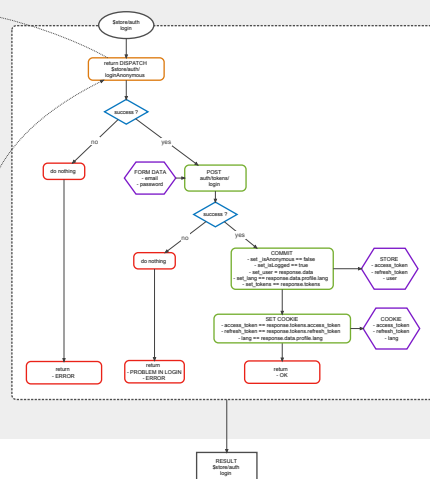 $store/auth
login
return DISPATCH
$store/auth/
loginAnonymous
success ?
no
yes
do nothing
FORM DATA
- email
- password
POST
auth/tokens/
login
success ?
no
yes
do nothing
COMMIT
- set _isAnonymous == false
- set_isLogged == true
- set_user = response.data
- set_lang == response.data.profile.lang
- set_tokens == response.tokens
STORE
- access_token
- refresh_token
- user
SET COOKIE
- access_token == response.tokens.access_token
- refresh_token == response.tokens.refresh_token
- lang == response.data.profile.lang
COOKIE
- access_token
- refresh_token
- lang
return
- ERROR
return
- PROBLEM IN LOGIN
- ERROR
return
- OK
RESULT
$store/auth
login